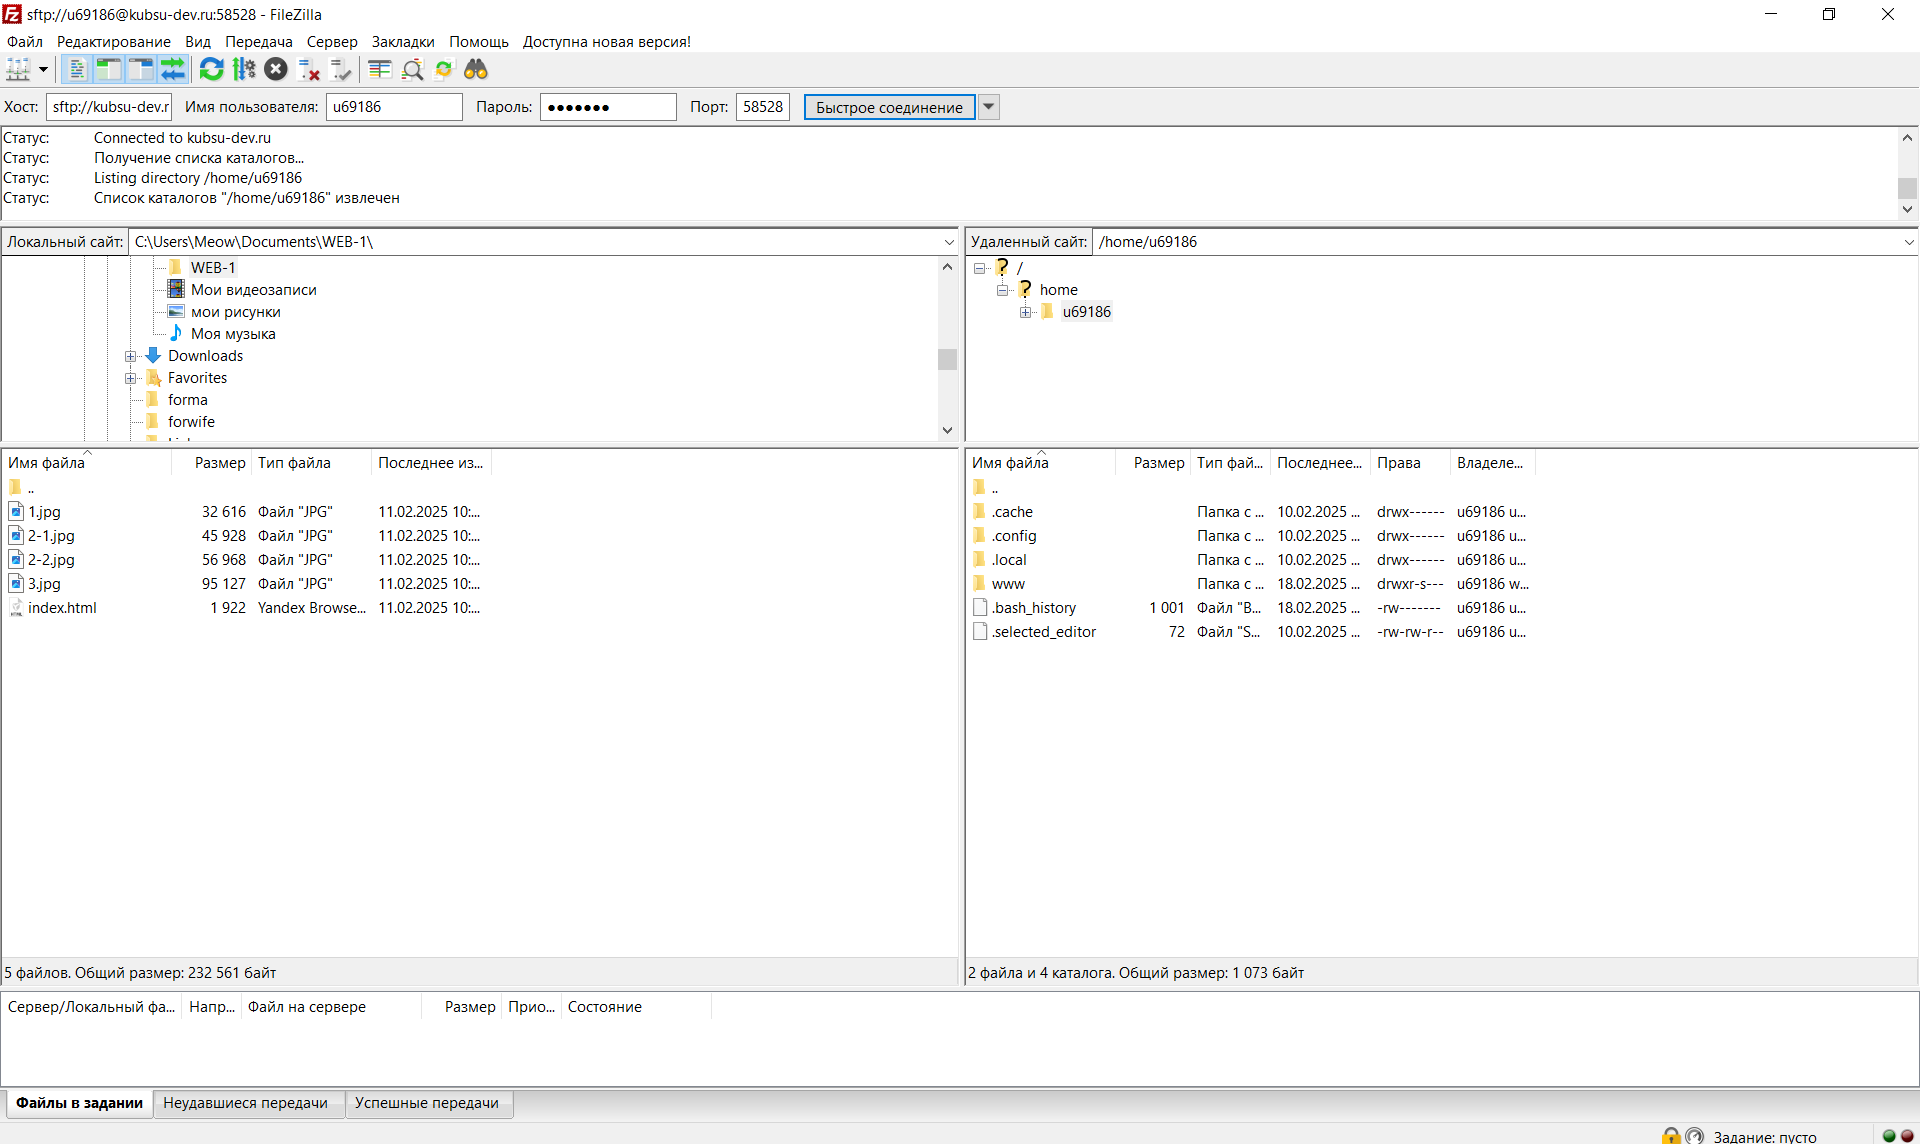 sftp://u69186@kubsu-dev.ru:58528 - FileZilla
Файл Редактирование Вид Передача Сервер Закладки Помощь Доступна новая версия!
Хост: sftp://kubsu-dev.r Имя пользователя: u69186 Пароль: ●●●●●●● Порт: 58528 Быстрое соединение
Статус: Connected to kubsu-dev.ru
Статус: Получение списка каталогов...
Статус: Listing directory /home/u69186
Статус: Список каталогов "/home/u69186" извлечен
Локальный сайт: C:\Users\Meow\Documents\WEB-1\
WEB-1
Мои видеозаписи
мои рисунки
Моя музыка
Downloads
Favorites
forma
forwife
Удаленный сайт: /home/u69186
/
home
u69186
Имя файла Размер Тип файла Последнее из...
..
1.jpg 32 616 Файл "JPG" 11.02.2025 10:...
2-1.jpg 45 928 Файл "JPG" 11.02.2025 10:...
2-2.jpg 56 968 Файл "JPG" 11.02.2025 10:...
3.jpg 95 127 Файл "JPG" 11.02.2025 10:...
index.html 1 922 Yandex Browse... 11.02.2025 10:...
5 файлов. Общий размер: 232 561 байт
Имя файла Размер Тип фай... Последнее... Права Владеле...
..
.cache Папка с ... 10.02.2025 ... drwx------ u69186 u...
.config Папка с ... 10.02.2025 ... drwx------ u69186 u...
.local Папка с ... 10.02.2025 ... drwx------ u69186 u...
www Папка с ... 18.02.2025 ... drwxr-s--- u69186 w...
.bash_history 1 001 Файл "B... 18.02.2025 ... -rw------- u69186 u...
.selected_editor 72 Файл "S... 10.02.2025 ... -rw-rw-r-- u69186 u...
2 файла и 4 каталога. Общий размер: 1 073 байт
Сервер/Локальный фа... Напр... Файл на сервере Размер Прио... Состояние
Файлы в задании Неудавшиеся передачи Успешные передачи
Задание: пусто